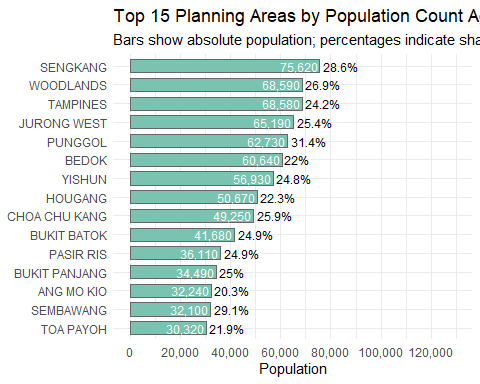 Top 15 Planning Areas by Population Count A
Bars show absolute population; percentages indicate sha
SENGKANG 75,620 28.6%
WOODLANDS 68,590 26.9%
TAMPINES 68,580 24.2%
JURONG WEST 65,190 25.4%
PUNGGOL 62,730 31.4%
BEDOK 60,640 22%
YISHUN 56,930 24.8%
HOUGANG 50,670 22.3%
CHOA CHU KANG 49,250 25.9%
BUKIT BATOK 41,680 24.9%
PASIR RIS 36,110 24.9%
BUKIT PANJANG 34,490 25%
ANG MO KIO 32,240 20.3%
SEMBAWANG 32,100 29.1%
TOA PAYOH 30,320 21.9%
0 20,000 40,000 60,000 80,000 100,000 120,000
Population